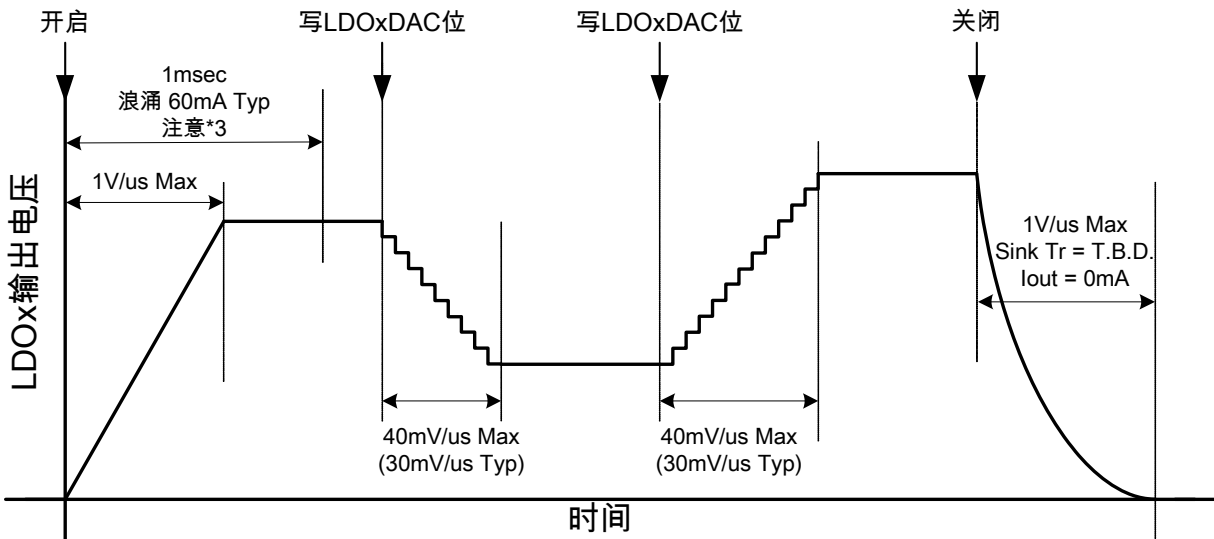 开启
写LDOxDAC位
写LDOxDAC位
关闭
1msec
浪涌 60mA Typ
注意*3
1V/us Max
LDOx输出电压
40mV/us Max
(30mV/us Typ)
40mV/us Max
(30mV/us Typ)
1V/us Max
Sink Tr = T.B.D.
Iout = 0mA
时间